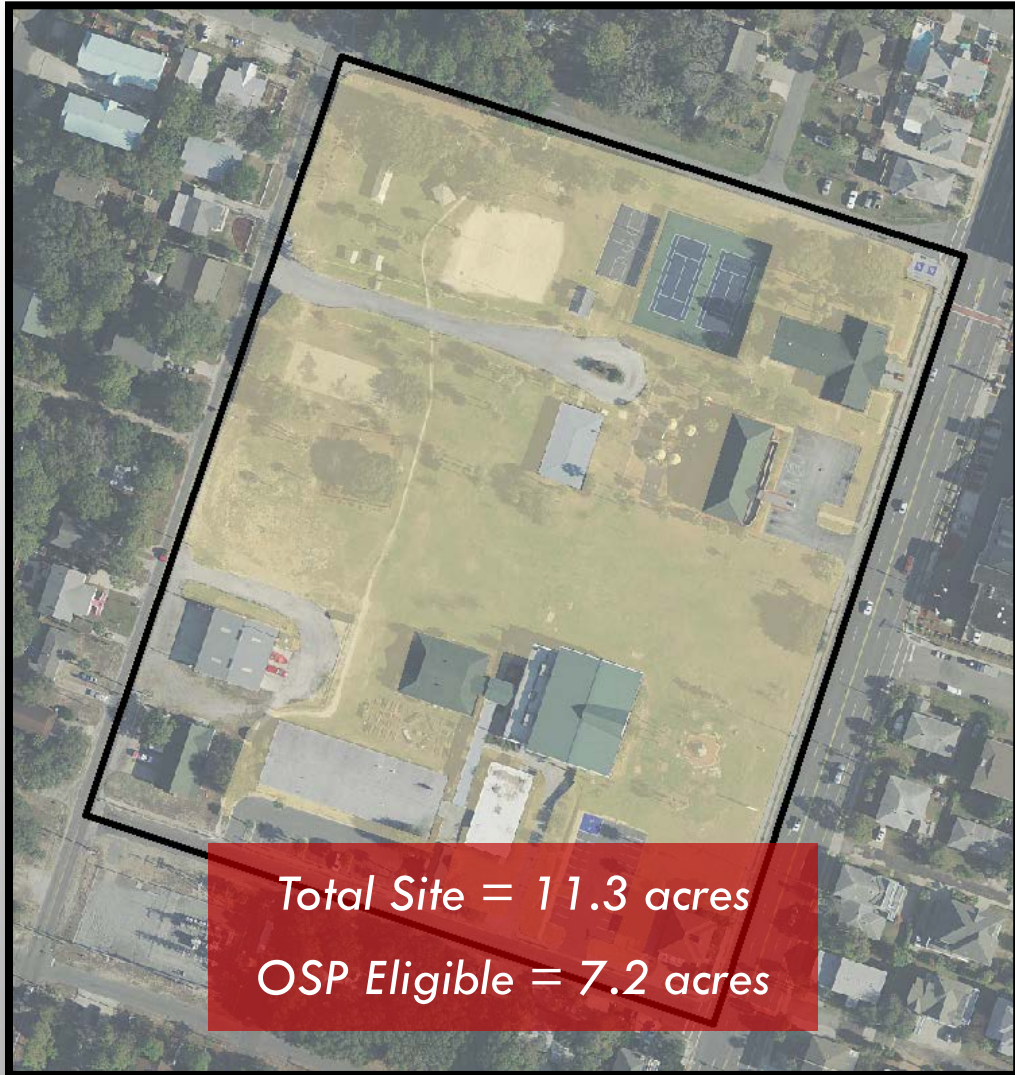 Total Site = 11.3 acres
OSP Eligible = 7.2 acres